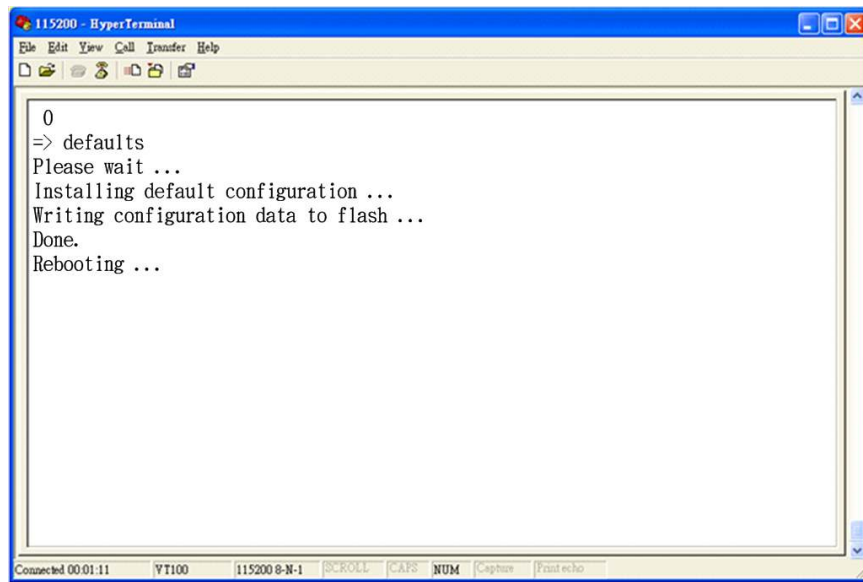 115200 - HyperTerminal
File Edit View Call Transfer Help
0
=> defaults
Please wait ...
Installing default configuration ...
Writing configuration data to flash ...
Done.
Rebooting ...
Connected 00:01:11 VT100 115200 8-N-1 SCROLL CAPS NUM Capture Print echo